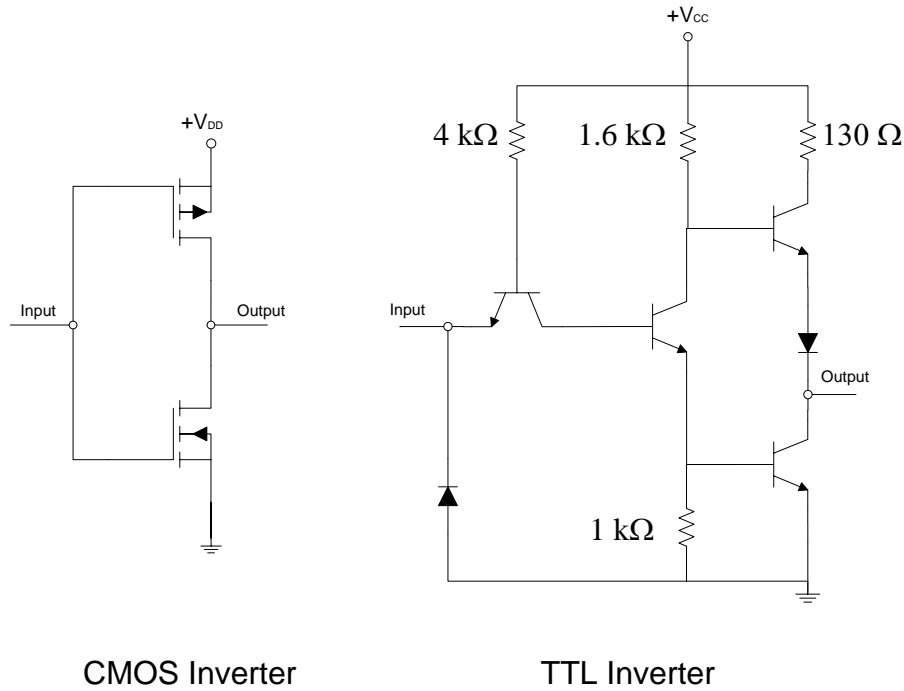 +VCC
4 kΩ
1.6 kΩ
130 Ω
+VDD
Input
Output
Input
Output
1 kΩ
CMOS Inverter
TTL Inverter